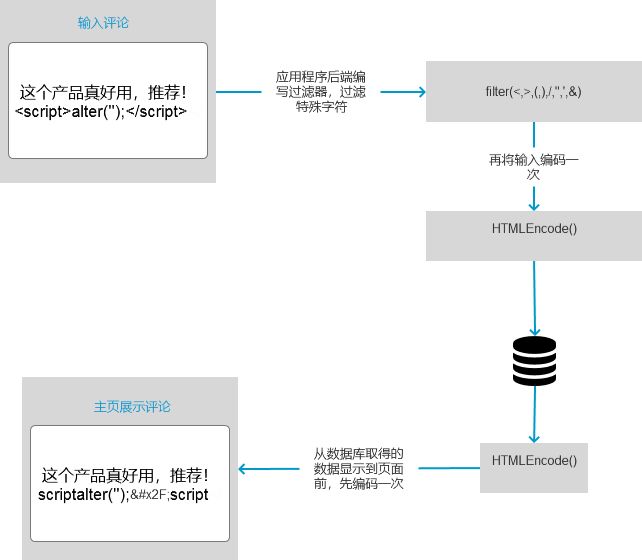 输入评论
这个产品真好用，推荐！
<script>alter('');</script>
应用程序后端编
写过滤器，过滤
特殊字符
filter(<,>,(,),/,",',&)
再将输入编码一
次
HTMLEncode()
HTMLEncode()
从数据库取得的
数据显示到页面
前，先编码一次
主页展示评论
这个产品真好用，推荐！
scriptalter('');&#x2F;script